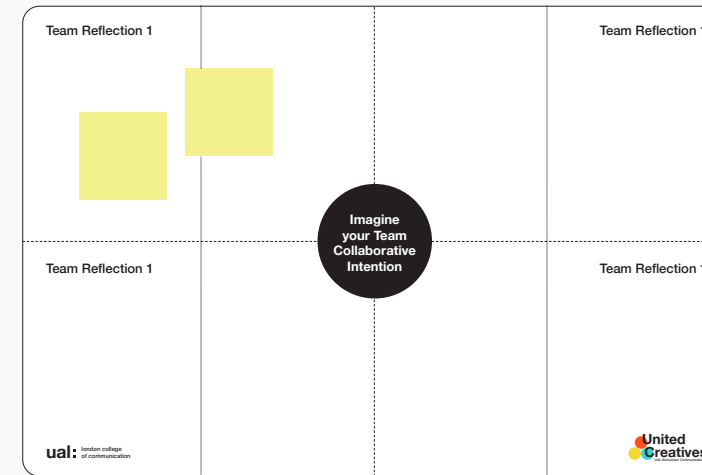 Team Reflection 1
Team Reflection
Imagine
your Team
Collaborative
Intention
Team Reflection 1
Team Reflection
ual: london college
of communication
United
Creatives